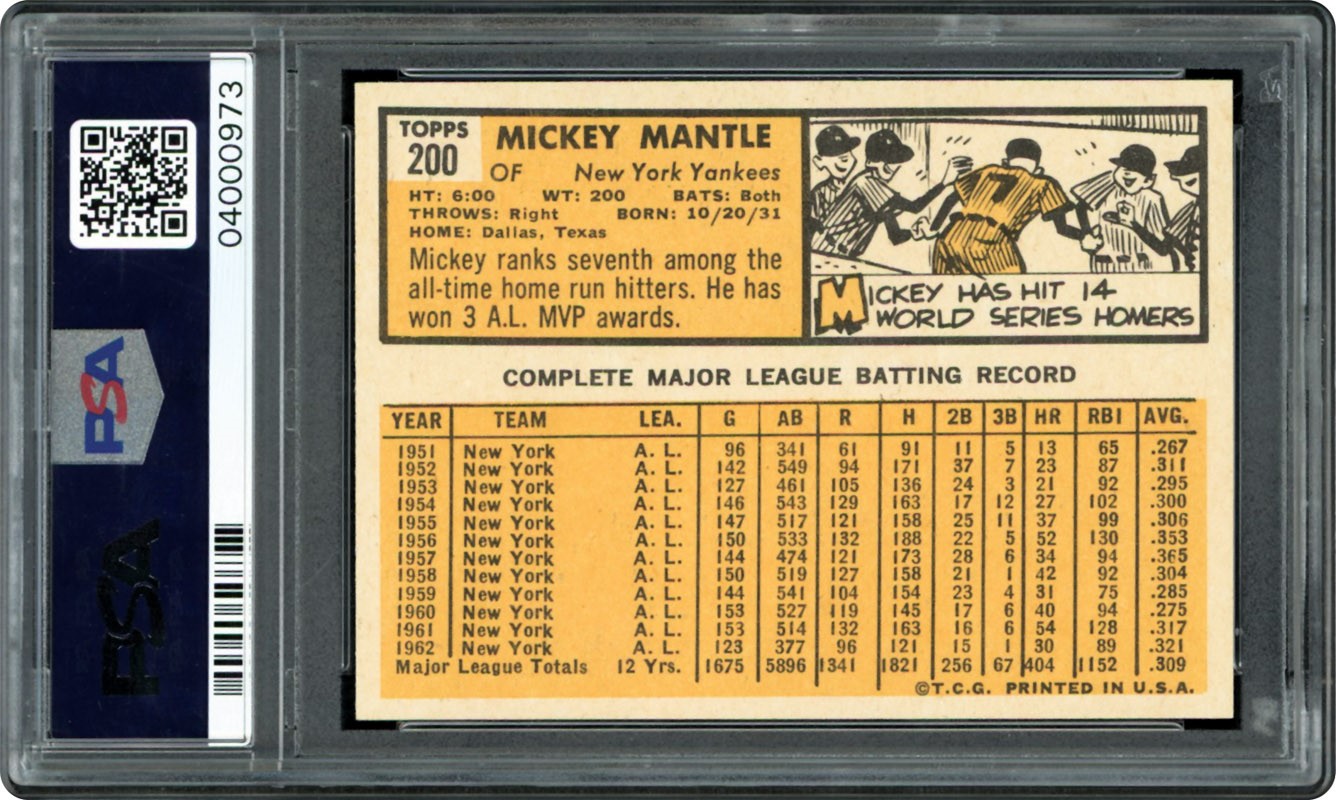 04000973
PSA
PSA
TOPPS
200
MICKEY MANTLE
OF New York Yankees
HT: 6:00 WT: 200 BATS: Both
THROWS: Right BORN: 10/20/31
HOME: Dallas, Texas
Mickey ranks seventh among the
all-time home run hitters. He has
won 3 A.L. MVP awards.
7
MICKEY HAS HIT 14
WORLD SERIES HOMERS
COMPLETE MAJOR LEAGUE BATTING RECORD
YEAR TEAM LEA. G AB R H 2B 3B HR RBI AVG.
1951 New York A. L. 96 341 61 91 11 5 13 65 .267
1952 New York A. L. 142 549 94 171 37 7 23 87 .311
1953 New York A. L. 127 461 105 136 24 3 21 92 .295
1954 New York A. L. 146 543 129 163 17 12 27 102 .300
1955 New York A. L. 147 517 121 158 25 11 37 99 .306
1956 New York A. L. 150 533 132 188 22 5 52 130 .353
1957 New York A. L. 144 474 121 173 28 6 34 94 .365
1958 New York A. L. 150 519 127 158 21 1 42 92 .304
1959 New York A. L. 144 541 104 154 23 4 31 75 .285
1960 New York A. L. 153 527 119 145 17 6 40 94 .275
1961 New York A. L. 153 514 132 163 16 6 54 128 .317
1962 New York A. L. 123 377 96 121 15 1 30 89 .321
Major League Totals 12 Yrs. 1675 5896 1341 1821 256 67 404 1152 .309
©T.C.G. PRINTED IN U.S.A.